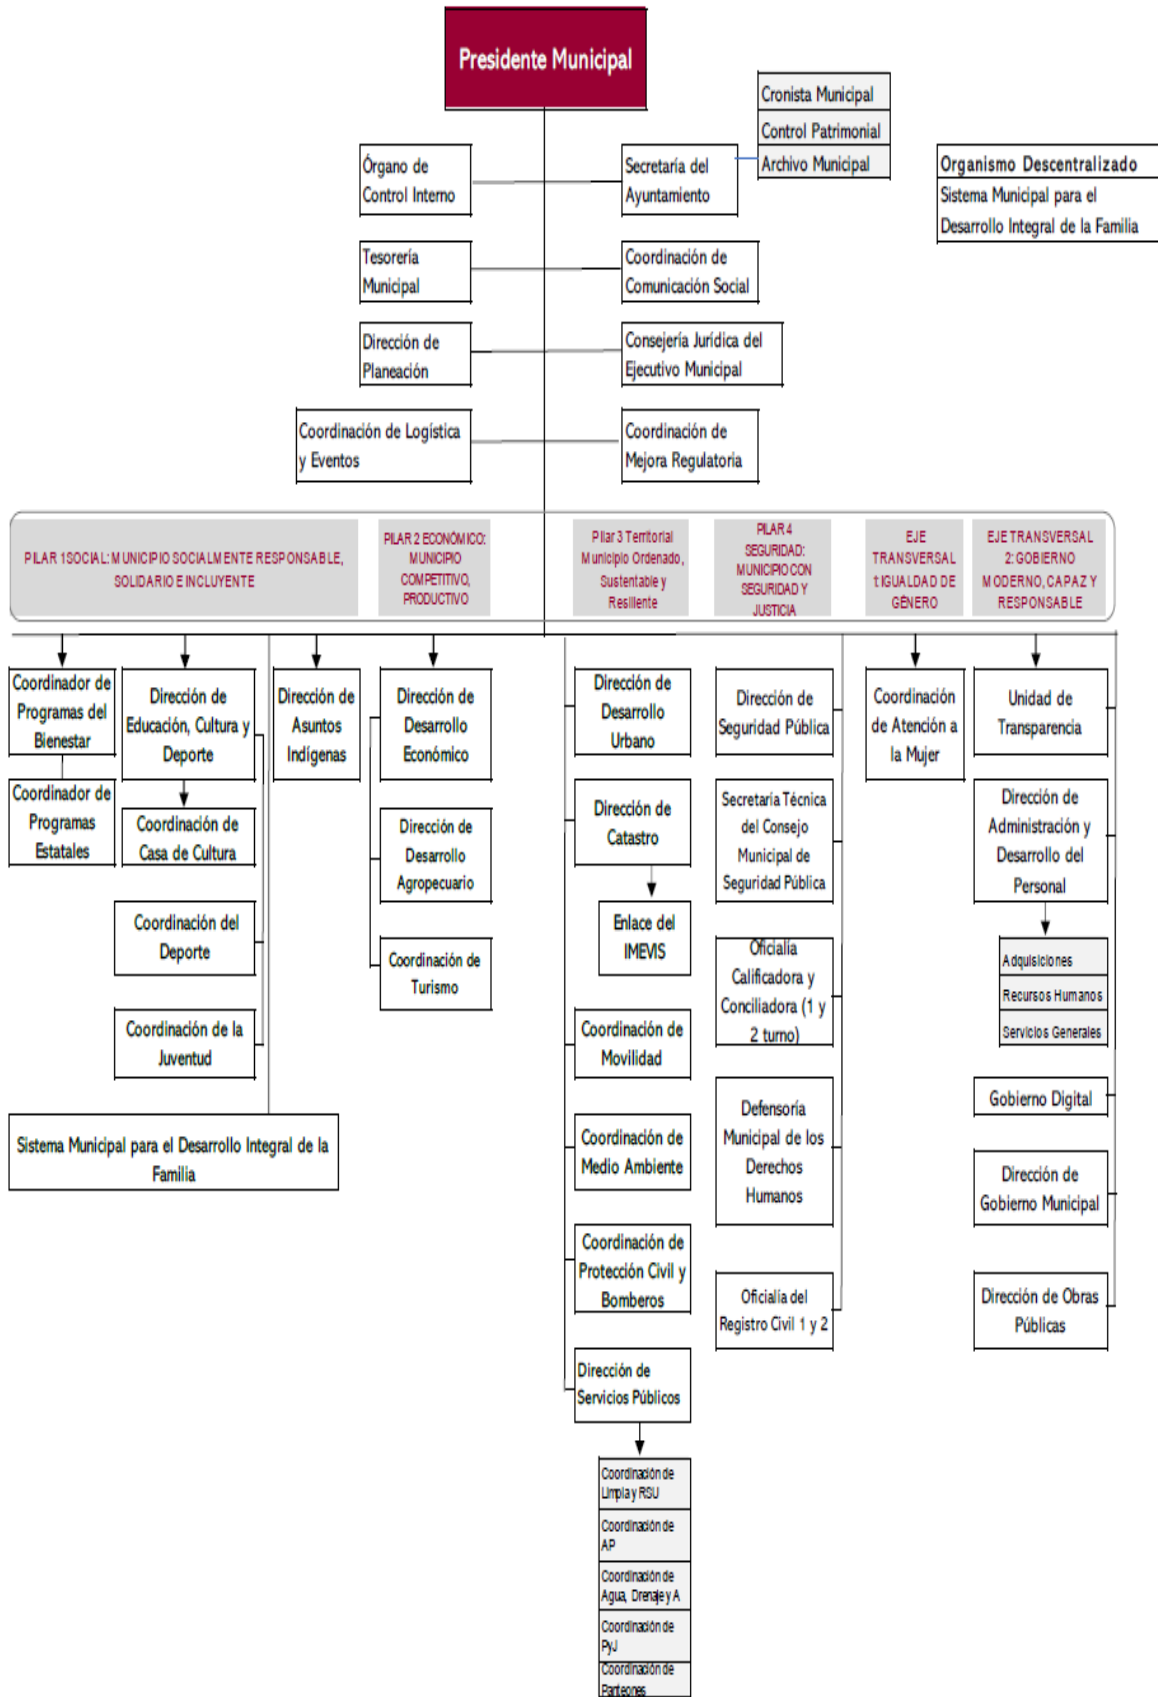 Presidente Municipal
Cronista Municipal
Control Patrimonial
Archivo Municipal
Órgano de
Control Interno
Secretaría del
Ayuntamiento
Organismo Descentralizado
Sistema Municipal para el
Desarrollo Integral de la Familia
Tesorería
Municipal
Coordinación de
Comunicación Social
Dirección de
Planeación
Consejería Jurídica del
Ejecutivo Municipal
Coordinación de Logística
y Eventos
Coordinación de
Mejora Regulatoria
PILAR 1 SOCIAL: MUNICIPIO SOCIALMENTE RESPONSABLE,
SOLIDARIO E INCLUYENTE
PILAR 2 ECONÓMICO:
MUNICIPIO
COMPETITIVO,
PRODUCTIVO
Pilar 3 Territorial
Municipio Ordenado,
Sustentable y
Resiliente
PILAR 4
SEGURIDAD:
MUNICIPIO CON
SEGURIDAD Y
JUSTICIA
EJE
TRANSVERSAL
1: IGUALDAD DE
GÉNERO
EJE TRANSVERSAL
2: GOBIERNO
MODERNO, CAPAZ Y
RESPONSABLE
Coordinador de
Programas del
Bienestar
Coordinador de
Programas
Estatales
Dirección de
Educación, Cultura y
Deporte
Coordinación de
Casa de Cultura
Coordinación del
Deporte
Coordinación de la
Juventud
Sistema Municipal para el Desarrollo Integral de la
Familia
Dirección de
Asuntos
Indígenas
Dirección de
Desarrollo
Económico
Dirección de
Desarrollo
Agropecuario
Coordinación de
Turismo
Dirección de
Desarrollo
Urbano
Dirección de
Catastro
Enlace del
IMEVIS
Coordinación de
Movilidad
Coordinación de
Medio Ambiente
Coordinación de
Protección Civil y
Bomberos
Dirección de
Servicios Públicos
Coordinación de
Limpia y RSU
Coordinación de
AP
Coordinación de
Agua, Drenaje y A
Coordinación de
PyJ
Coordinación de
Panteones
Dirección de
Seguridad Pública
Secretaría Técnica
del Consejo
Municipal de
Seguridad Pública
Oficialía
Calificadora y
Conciliadora (1 y
2 turno)
Defensoría
Municipal de los
Derechos
Humanos
Oficialía del
Registro Civil 1 y 2
Coordinación
de Atención a
la Mujer
Unidad de
Transparencia
Dirección de
Administración y
Desarrollo del
Personal
Adquisiciones
Recursos Humanos
Servicios Generales
Gobierno Digital
Dirección de
Gobierno Municipal
Dirección de Obras
Públicas